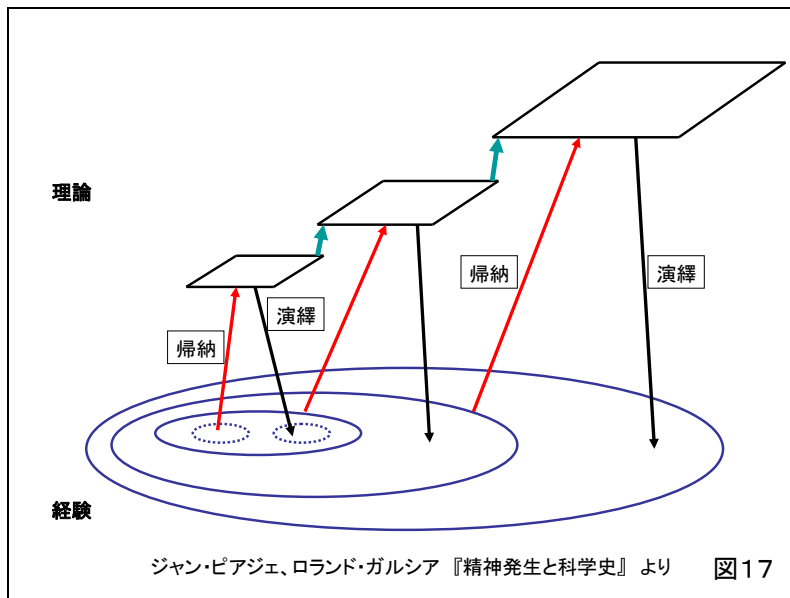 理論
帰納
演繹
帰納
演繹
経験
ジャン・ピアジェ、ロランド・ガルシア 『精神発生と科学史』 より 図17